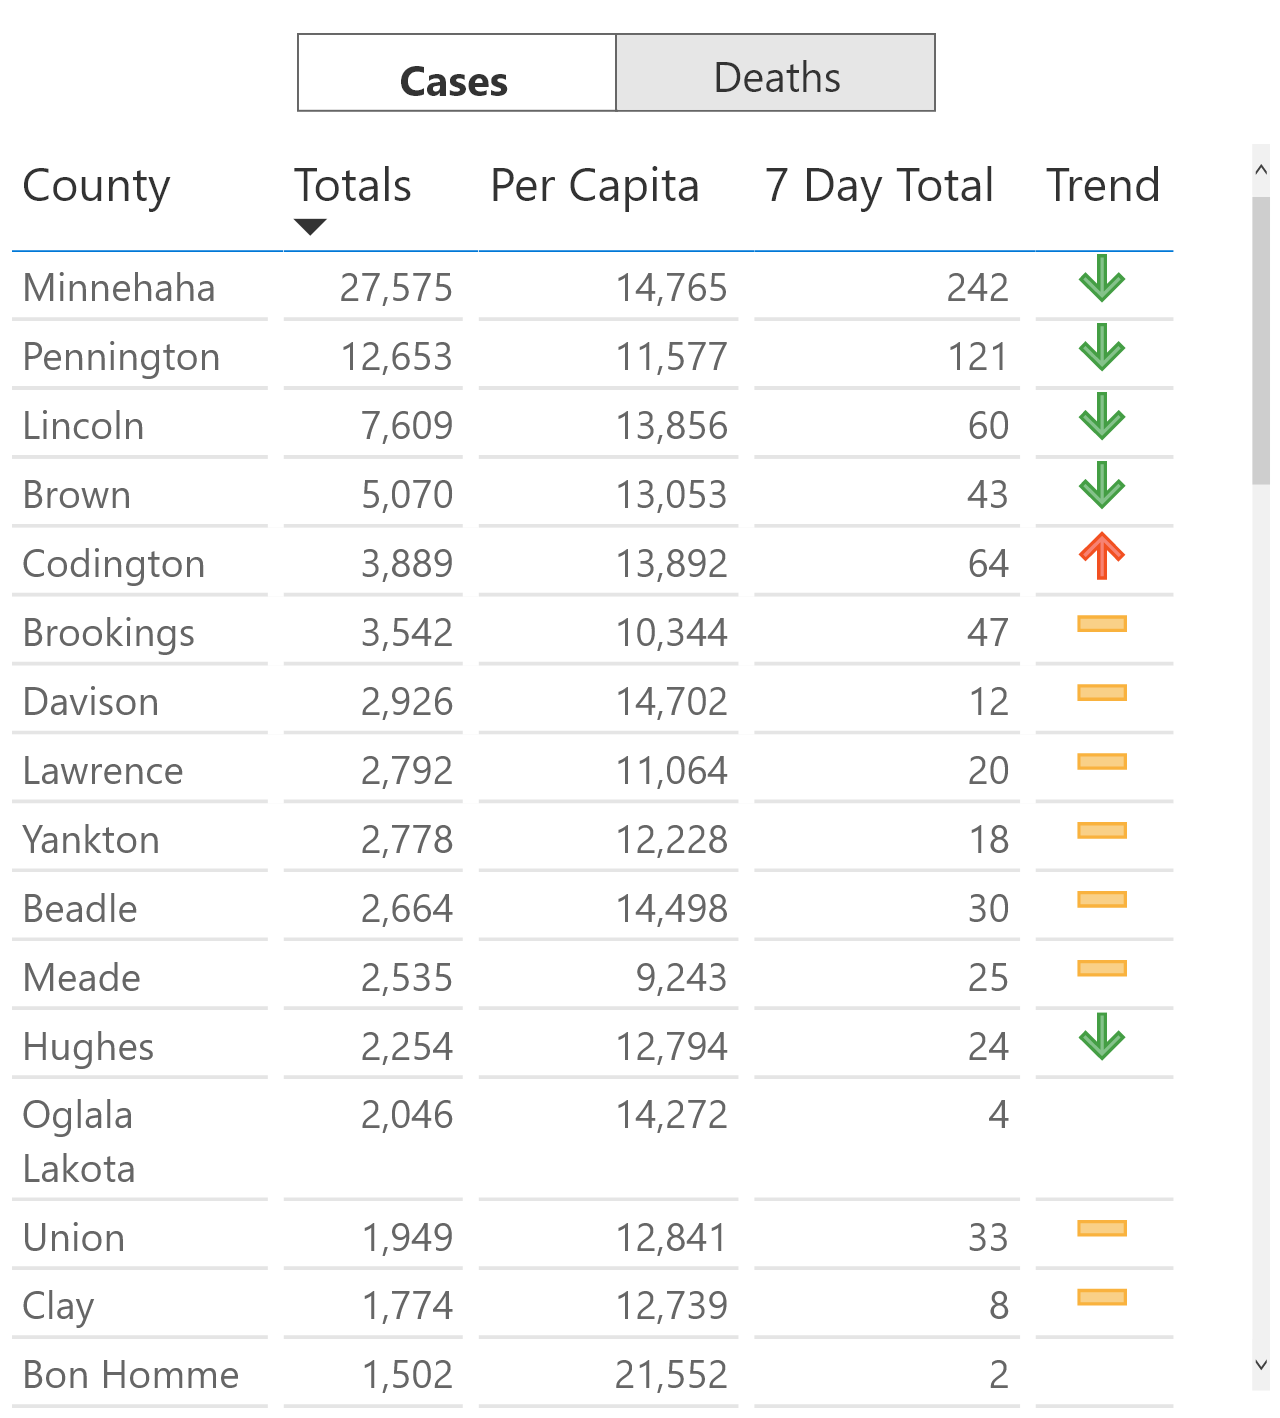 Cases Deaths
County Totals Per Capita 7 Day Total Trend
Minnehaha 27,575 14,765 242
Pennington 12,653 11,577 121
Lincoln 7,609 13,856 60
Brown 5,070 13,053 43
Codington 3,889 13,892 64
Brookings 3,542 10,344 47
Davison 2,926 14,702 12
Lawrence 2,792 11,064 20
Yankton 2,778 12,228 18
Beadle 2,664 14,498 30
Meade 2,535 9,243 25
Hughes 2,254 12,794 24
Oglala 2,046 14,272 4
Lakota
Union 1,949 12,841 33
Clay 1,774 12,739 8
Bon Homme 1,502 21,552 2